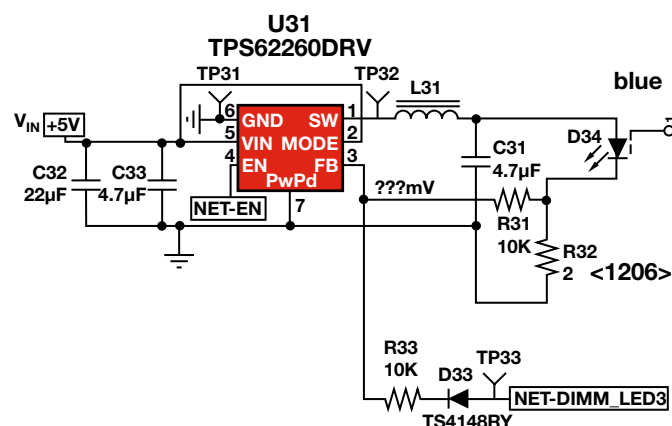 U31
TPS62260DRV
TP31
TP32
L31
blue
VIN +5V
6 GND SW 1
5 VIN MODE 2
4 EN FB 3
PwPd
7
NET-EN
C32
22µF
C33
4.7µF
C31
4.7µF
D34
1
???mV
R31
10K
R32
2
<1206>
R33
10K
D33
TS4148RY
TP33
NET-DIMM_LED3